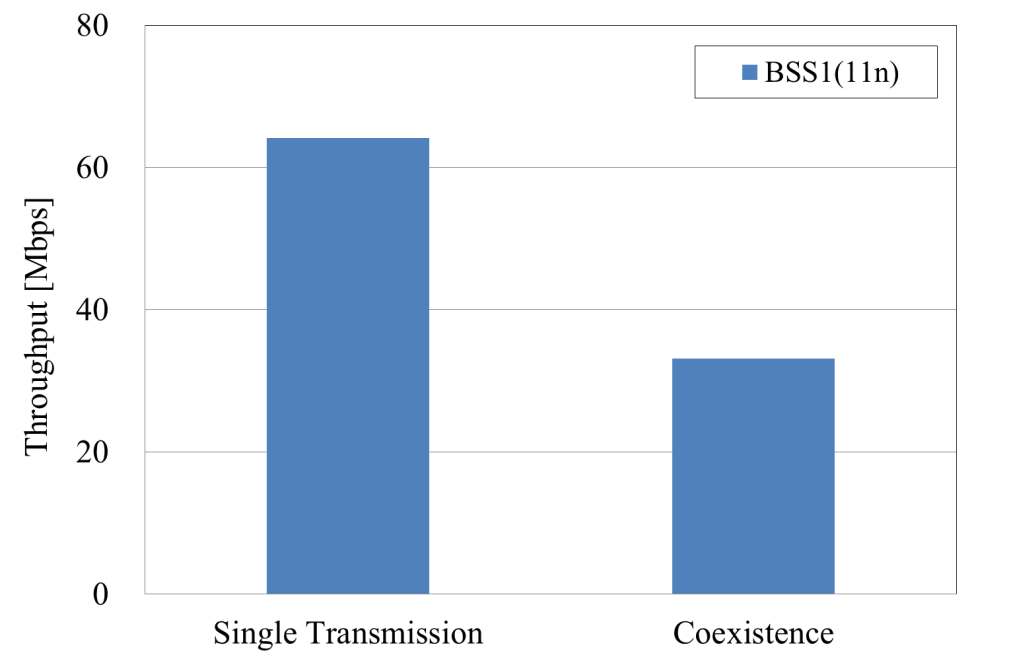 80
60
40
20
0
Throughput [Mbps]
BSS1(11n)
Single Transmission
Coexistence